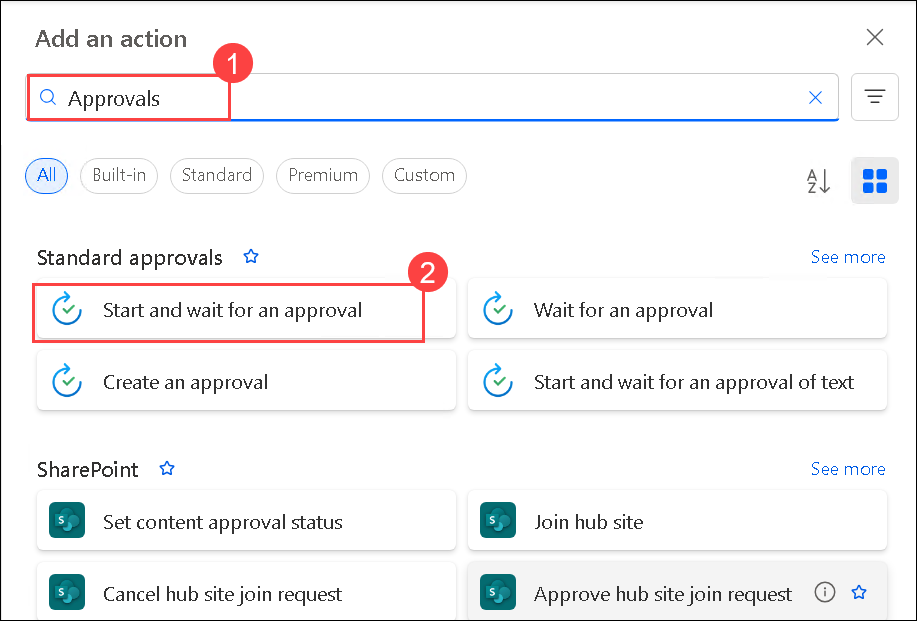 Add an action
1
Approvals
All Built-in Standard Premium Custom
A
Z
Standard approvals See more
2
Start and wait for an approval Wait for an approval
Create an approval Start and wait for an approval of text
SharePoint See more
S Set content approval status S Join hub site
S Cancel hub site join request S Approve hub site join request